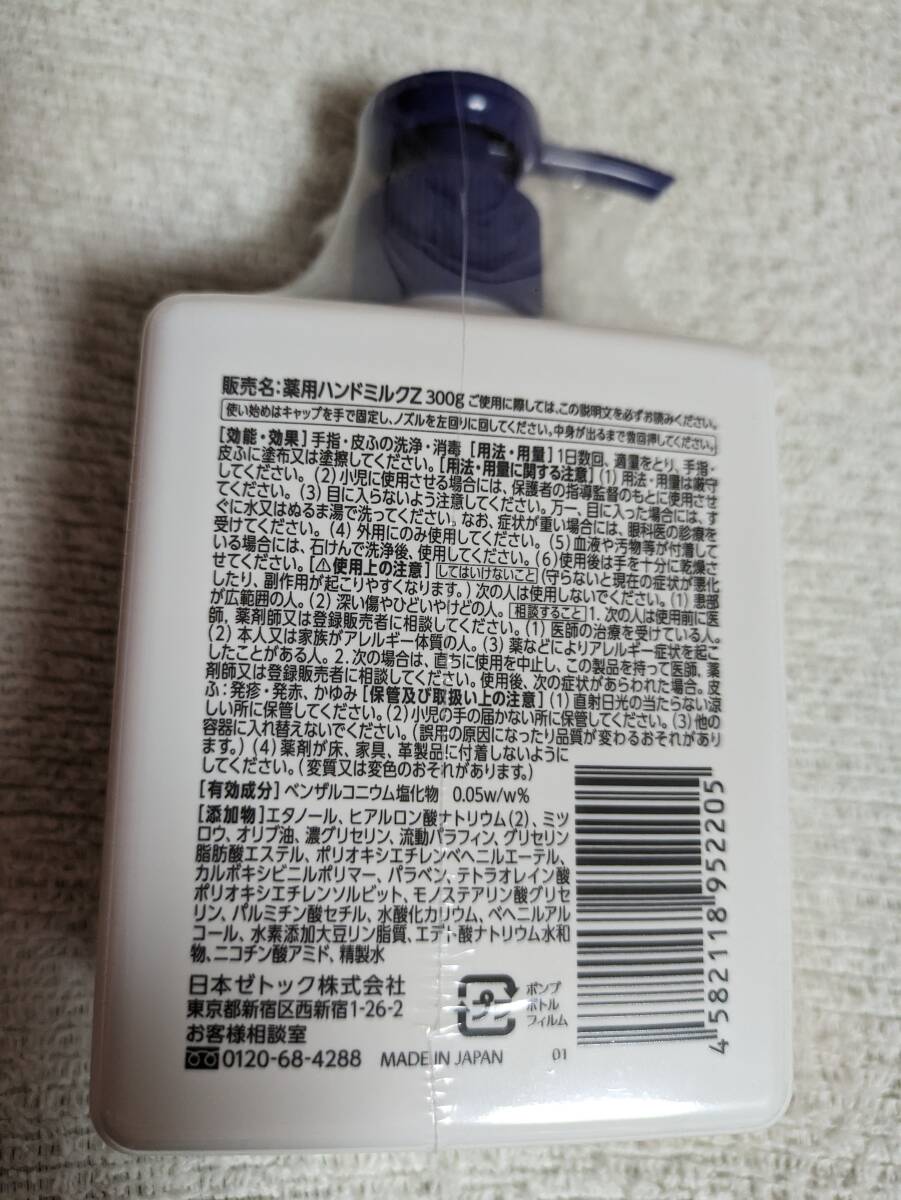 販売名:薬用ハンドミルクZ 300g ご使用に際しては、この説明文を必ずお読みください。
使い始めはキャップを手で固定し、ノズルを左回りに回してください。中身が出るまで数回押してください。
[効能・効果] 手指・皮ふの洗浄・消毒 [用法・用量] 1日数回、適量をとり、手指・
皮ふに塗布又は塗擦してください。[用法・用量に関する注意] (1) 用法・用量は厳守
してください。(2) 小児に使用させる場合には、保護者の指導監督のもとに使用させ
てください。(3) 目に入らないよう注意してください。万一、目に入った場合には、す
ぐに水又はぬるま湯で洗ってください。なお、症状が重い場合には、眼科医の診療を
受けてください。(4) 外用にのみ使用してください。(5) 血液や汚物等が付着して
いる場合には、石けんで洗浄後、使用してください。(6)使用後は手を十分に乾燥さ
せてください。[⚠使用上の注意] してはいけないこと (守らないと現在の症状が悪化
したり、副作用が起こりやすくなります。) 次の人は使用しないでください。(1) 患部
が広範囲の人。(2) 深い傷やひどいやけどの人。 相談すること 1. 次の人は使用前に医
師、薬剤師又は登録販売者に相談してください。(1) 医師の治療を受けている人。
(2) 本人又は家族がアレルギー体質の人。(3) 薬などによりアレルギー症状を起こ
したことがある人。2. 次の場合は、直ちに使用を中止し、この製品を持って医師、薬
剤師又は登録販売者に相談してください。使用後、次の症状があらわれた場合。皮
ふ:発疹・発赤、かゆみ [保管及び取扱い上の注意] (1) 直射日光の当たらない涼
しい所に保管してください。(2) 小児の手の届かない所に保管してください。(3) 他の
容器に入れ替えないでください。(誤用の原因になったり品質が変わるおそれがあり
ます。) (4) 薬剤が床、家具、革製品に付着しないように
してください。(変質又は変色のおそれがあります。)
[有効成分] ベンザルコニウム塩化物 0.05w/w%
[添加物] エタノール、ヒアルロン酸ナトリウム(2)、ミツ
ロウ、オリブ油、濃グリセリン、流動パラフィン、グリセリン
脂肪酸エステル、ポリオキシエチレンベヘニルエーテル、
カルボキシビニルポリマー、パラベン、テトラオレイン酸
ポリオキシエチレンソルビット、モノステアリン酸グリセ
リン、パルミチン酸セチル、水酸化カリウム、ベヘニルアル
コール、水素添加大豆リン脂質、エデト酸ナトリウム水和
物、ニコチン酸アミド、精製水
日本ゼトック株式会社
東京都新宿区西新宿1-26-2
お客様相談室
0120-68-4288 MADE IN JAPAN 01
プラ
ポンプ
ボトル
フィルム
4582118952205